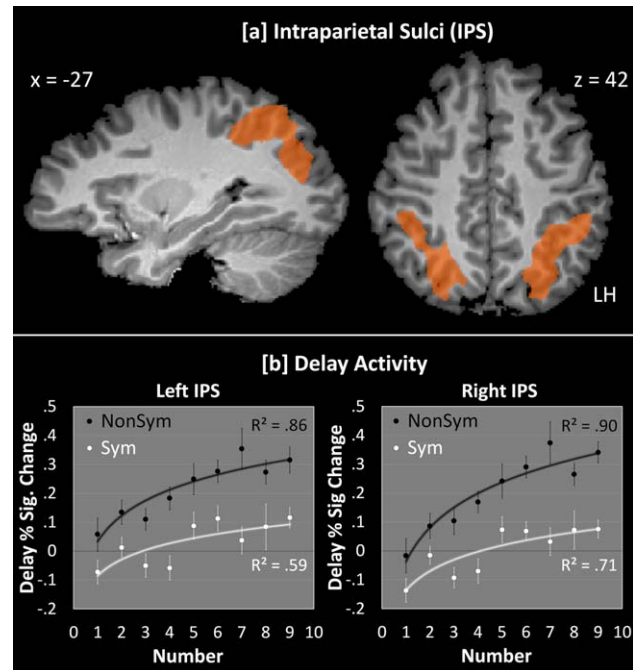 [a] Intraparietal Sulci (IPS)
x = -27
z = 42
LH
[b] Delay Activity
Left IPS
Right IPS
Delay % Sig. Change
.5
.4
.3
.2
.1
0
-.1
-.2
NonSym
Sym
R² = .86
R² = .59
0 1 2 3 4 5 6 7 8 9 10
Number
Delay % Sig Change
.5
.4
.3
.2
.1
0
-.1
-.2
NonSym
Sym
R² = .90
R² = .71
0 1 2 3 4 5 6 7 8 9 10
Number